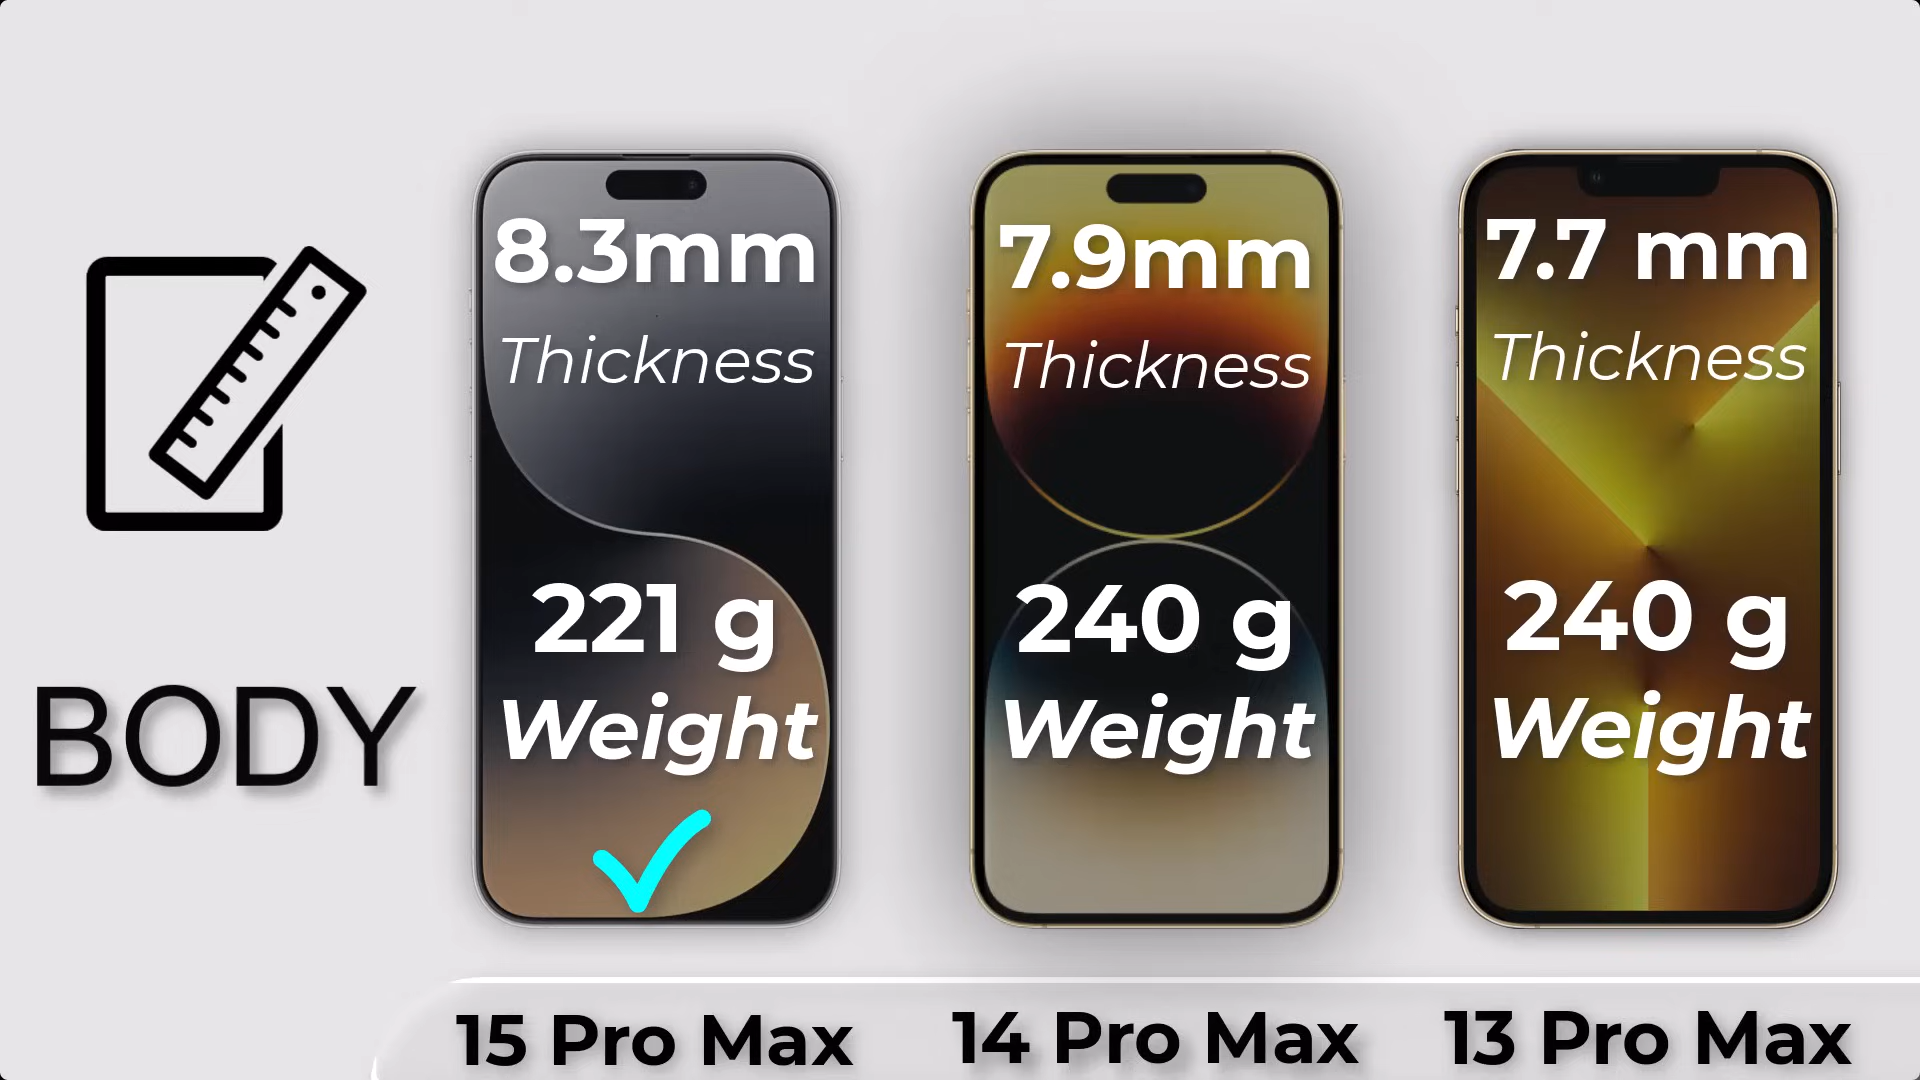 8.3mm
Thickness
221 g
Weight
7.9mm
Thickness
240 g
Weight
7.7 mm
Thickness
240 g
Weight
BODY
15 Pro Max
14 Pro Max
13 Pro Max